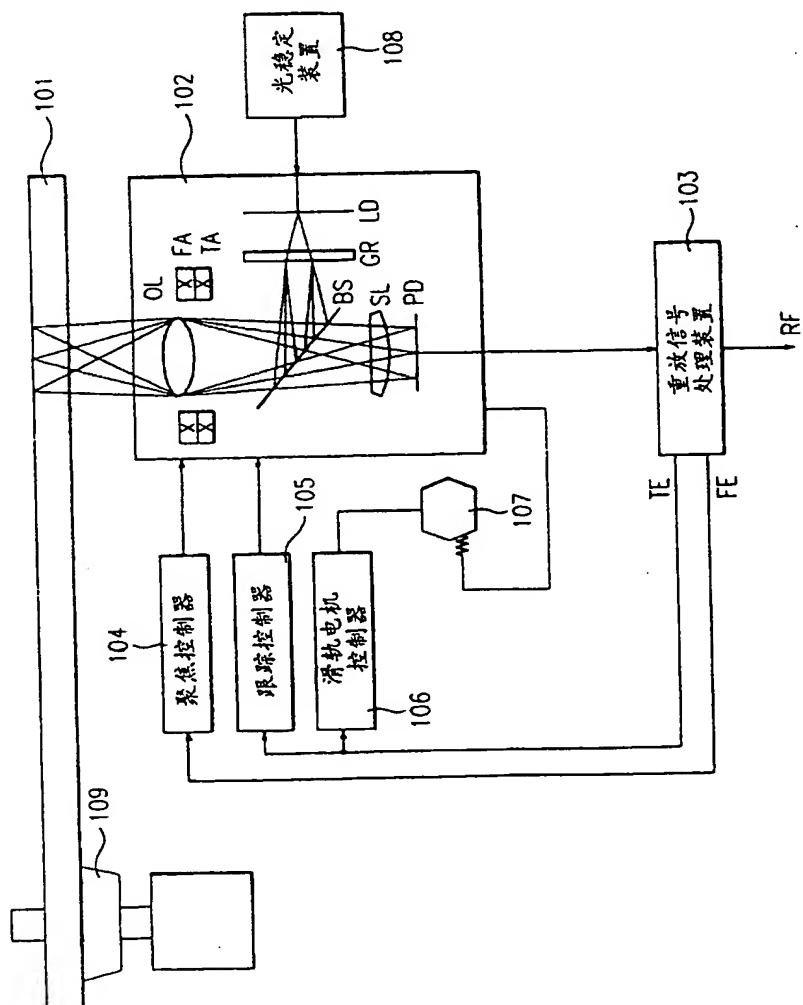 101
102
光稳定
装置
108
OL
FA
TA
LD
GR
BS
SL
PD
103
重放信号
处理装置
RF
TE
FE
104
聚焦控制器
105
跟踪控制器
滑轨电机
控制器
106
107
109